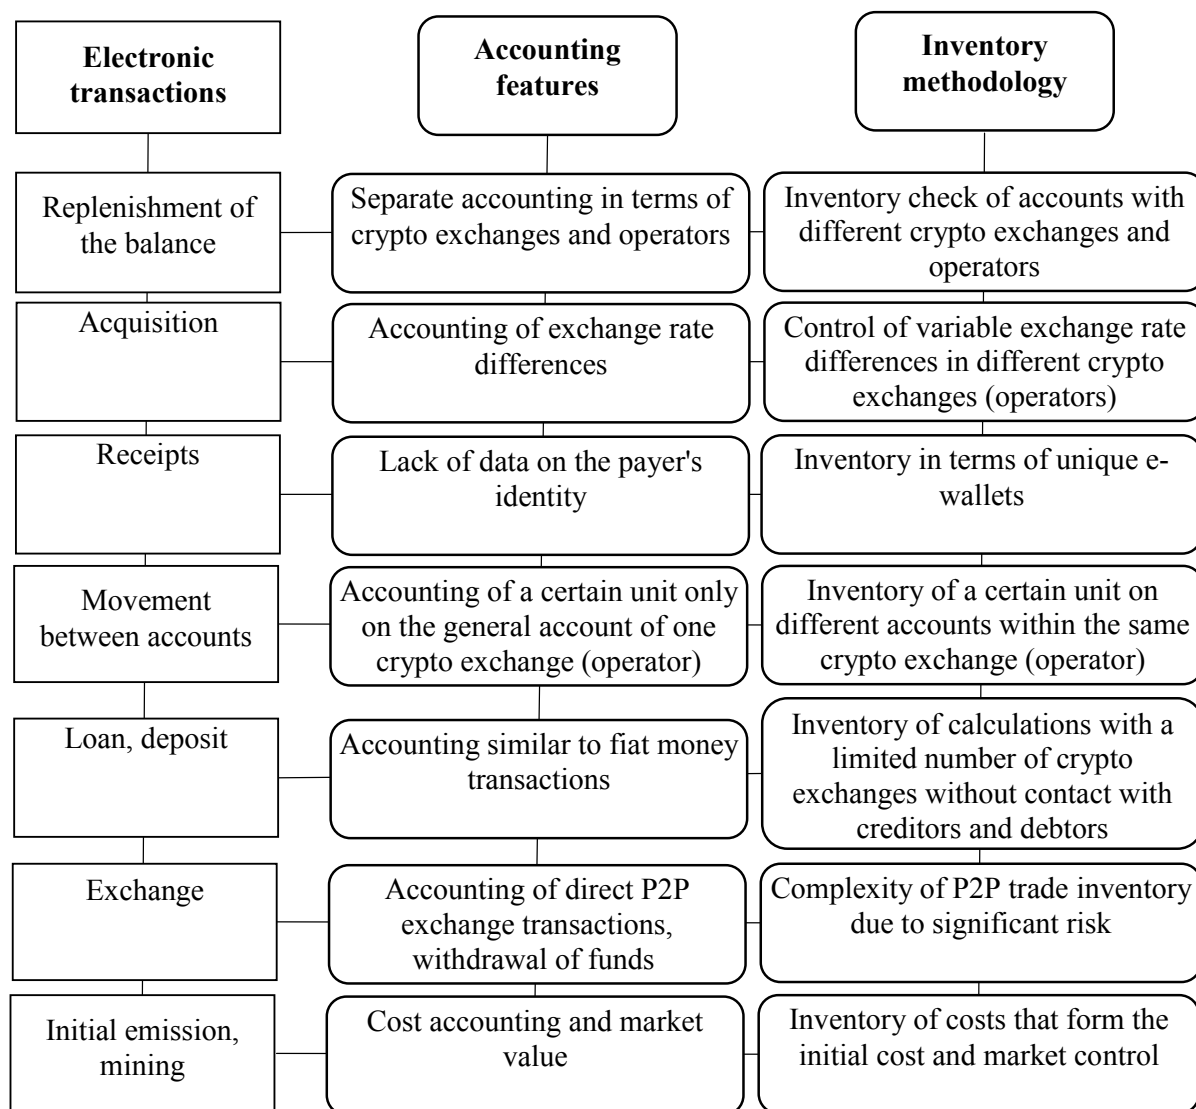 Electronic
transactions
Accounting
features
Inventory
methodology
Replenishment of
the balance
Separate accounting in terms of
crypto exchanges and operators
Inventory check of accounts with
different crypto exchanges and
operators
Acquisition
Accounting of exchange rate
differences
Control of variable exchange rate
differences in different crypto
exchanges (operators)
Receipts
Lack of data on the payer's
identity
Inventory in terms of unique e-
wallets
Movement
between accounts
Accounting of a certain unit only
on the general account of one
crypto exchange (operator)
Inventory of a certain unit on
different accounts within the same
crypto exchange (operator)
Loan, deposit
Accounting similar to fiat money
transactions
Inventory of calculations with a
limited number of crypto
exchanges without contact with
creditors and debtors
Exchange
Accounting of direct P2P
exchange transactions,
withdrawal of funds
Complexity of P2P trade inventory
due to significant risk
Initial emission,
mining
Cost accounting and market
value
Inventory of costs that form the
initial cost and market control